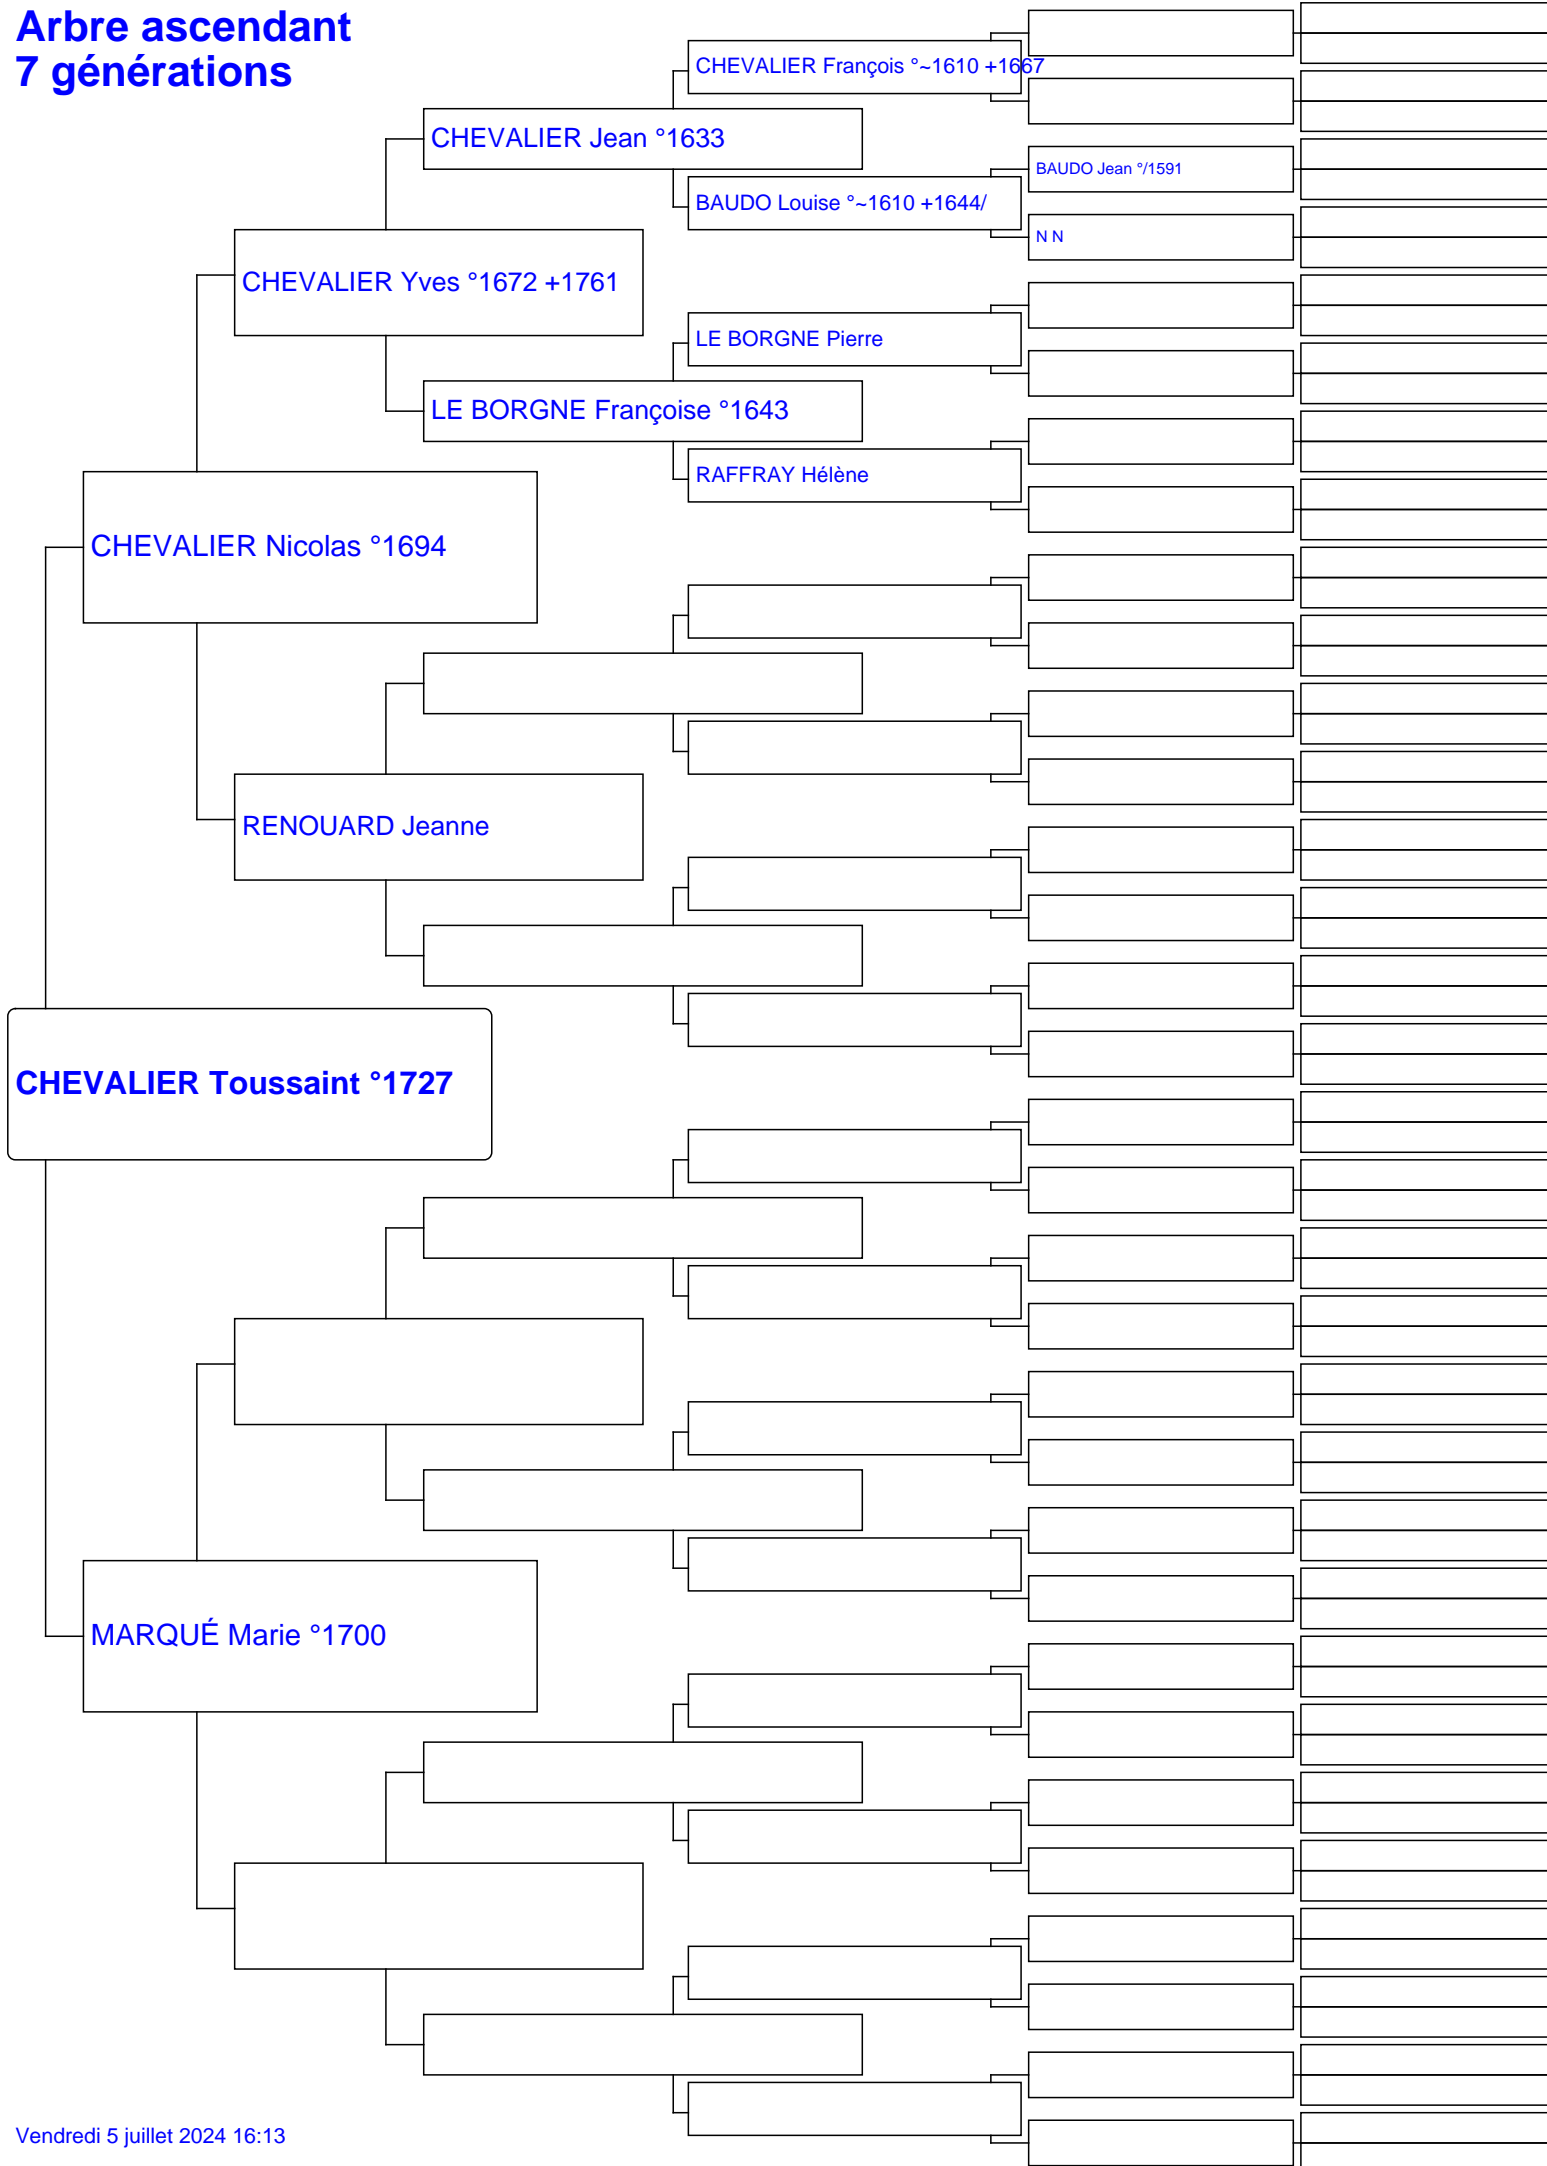 Arbre ascendant
7 générations
CHEVALIER François °~1610 +1667
CHEVALIER Jean °1633
BAUDO Jean °/1591
BAUDO Louise °~1610 +1644/
N N
CHEVALIER Yves °1672 +1761
LE BORGNE Pierre
LE BORGNE Françoise °1643
RAFFRAY Hélène
CHEVALIER Nicolas °1694
RENOUARD Jeanne
CHEVALIER Toussaint °1727
MARQUÉ Marie °1700
Vendredi 5 juillet 2024 16:13